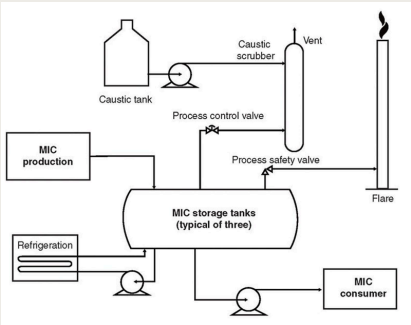 Caustic
scrubber
Vent
Caustic tank
Process control valve
MIC
production
Process safety valve
Flare
MIC storage tanks
(typical of three)
Refrigeration
MIC
consumer